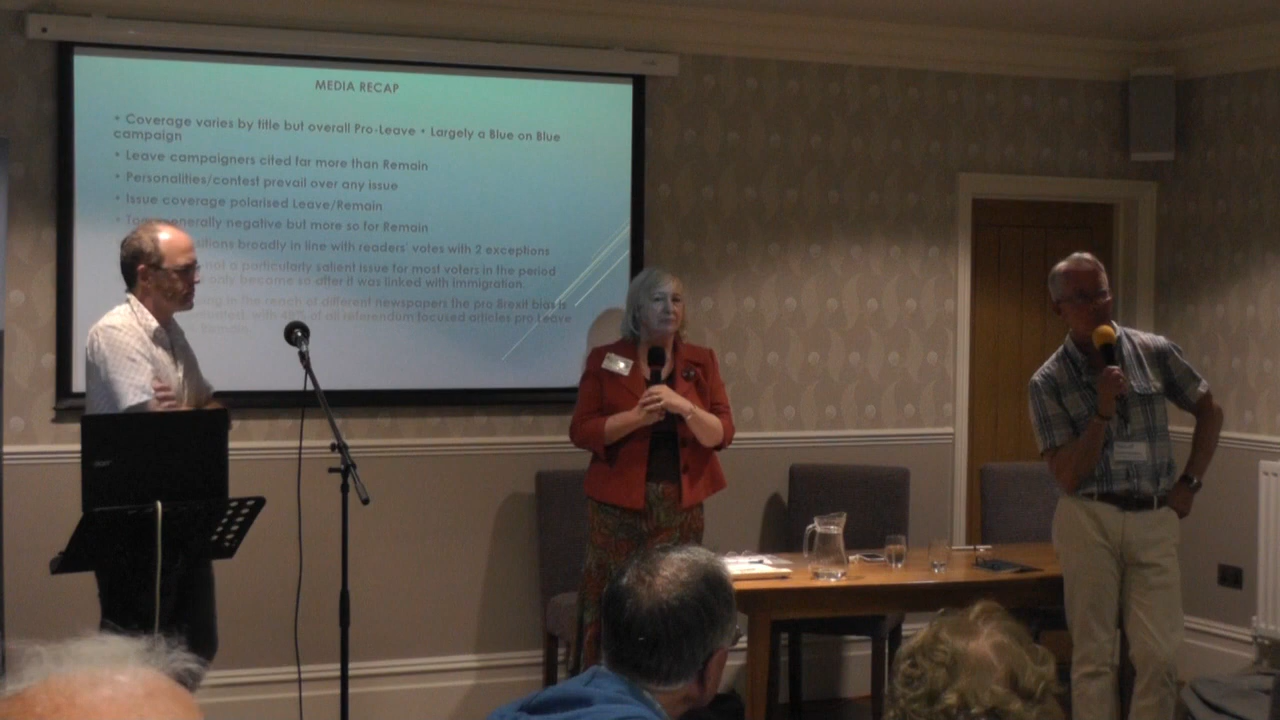 MEDIA RECAP
• Coverage varies by title but overall Pro-Leave • Largely a Blue on Blue
campaign
• Leave campaigners cited far more than Remain
• Personalities/contest prevail over any issue
• Issue coverage polarised Leave/Remain
• generally negative but more so for Remain
broadly in line with readers' votes with 2 exceptions
not a particularly salient issue for most voters in the period
only became so after it was linked with immigration.
in the reach of different newspapers the pro Brexit bias is
of all referendum focused articles pro Leave
Remain